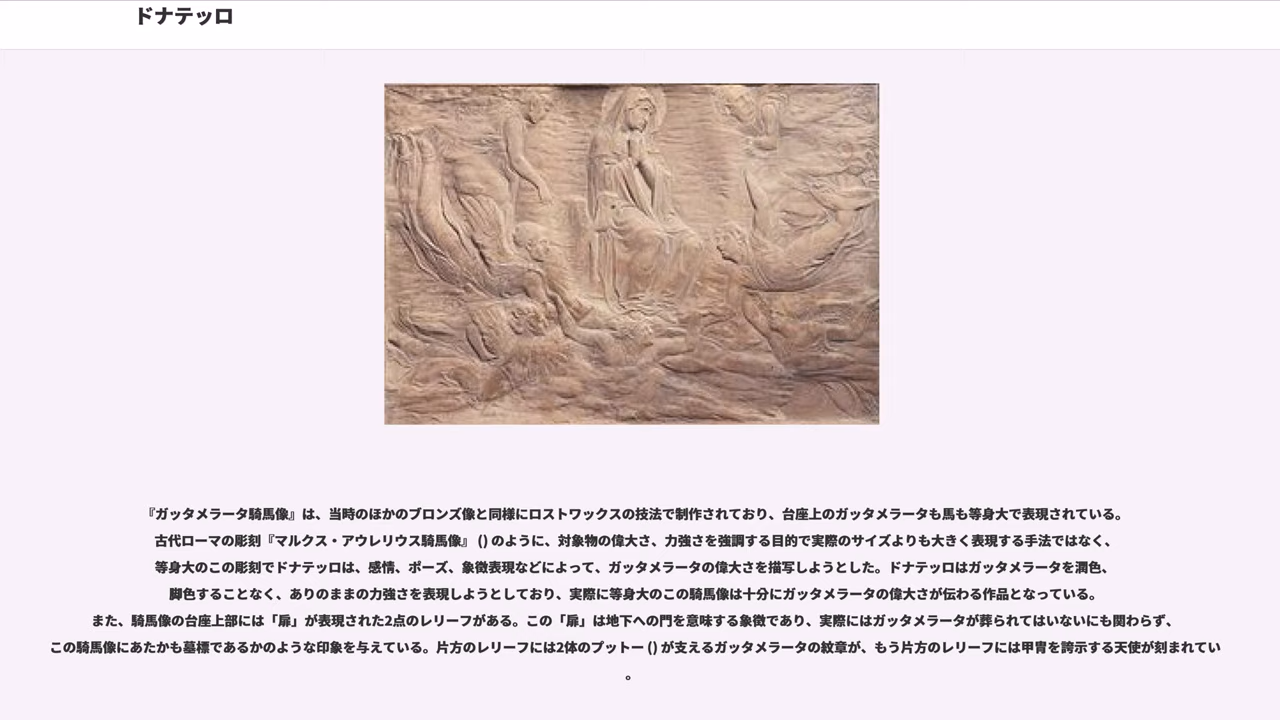 ドナテッロ
『ガッタメラータ騎馬像』は、当時のほかのブロンズ像と同様にロストワックスの技法で制作されており、台座上のガッタメラータも馬も等身大で表現されている。
古代ローマの彫刻『マルクス・アウレリウス騎馬像』 () のように、対象物の偉大さ、力強さを強調する目的で実際のサイズよりも大きく表現する手法ではなく、
等身大のこの彫刻でドナテッロは、感情、ポーズ、象徴表現などによって、ガッタメラータの偉大さを描写しようとした。ドナテッロはガッタメラータを潤色、
脚色することなく、ありのままの力強さを表現しようとしており、実際に等身大のこの騎馬像は十分にガッタメラータの偉大さが伝わる作品となっている。
また、騎馬像の台座上部には「扉」が表現された2点のレリーフがある。この「扉」は地下への門を意味する象徴であり、実際にはガッタメラータが葬られてはいないにも関わらず、
この騎馬像にあたかも墓標であるかのような印象を与えている。片方のレリーフには2体のプットー () が支えるガッタメラータの紋章が、もう片方のレリーフには甲冑を誇示する天使が刻まれてい
。